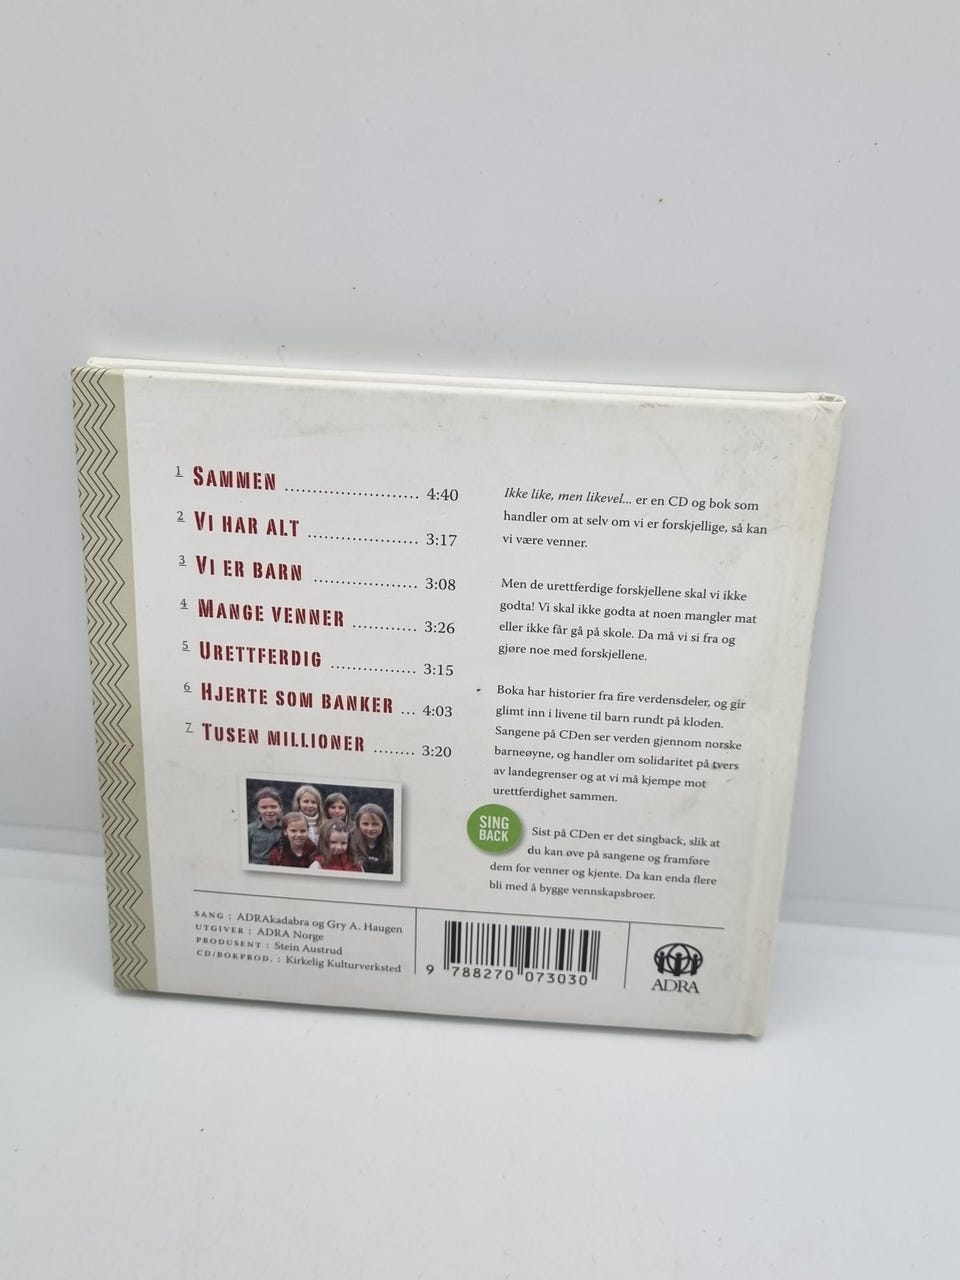 1 SAMMEN ........................ 4:40
2 VI HAR ALT .................... 3:17
3 VI ER BARN ................... 3:08
4 MANGE VENNER ........... 3:26
5 URETTFERDIG ............... 3:15
6 HJERTE SOM BANKER ... 4:03
7 TUSEN MILLIONER ........ 3:20
Ikke like, men likevel... er en CD og bok som
handler om at selv om vi er forskjellige, så kan
vi være venner.
Men de urettferdige forskjellene skal vi ikke
godta! Vi skal ikke godta at noen mangler mat
eller ikke får gå på skole. Da må vi si fra og
gjøre noe med forskjellene.
Boka har historier fra fire verdensdeler, og gir
glimt inn i livene til barn rundt på kloden.
Sangene på CDen ser verden gjennom norske
barneøyne, og handler om solidaritet på tvers
av landegrenser og at vi må kjempe mot
urettferdighet sammen.
SING
BACK
Sist på CDen er det singback, slik at
du kan øve på sangene og framføre
dem for venner og kjente. Da kan enda flere
bli med å bygge vennskapsbroer.
SANG : ADRAkadabra og Gry A. Haugen
UTGIVER : ADRA Norge
PRODUSENT : Stein Austrud
CD/BOKPROD. : Kirkelig Kulturverksted
9 788270 073030
ADRA